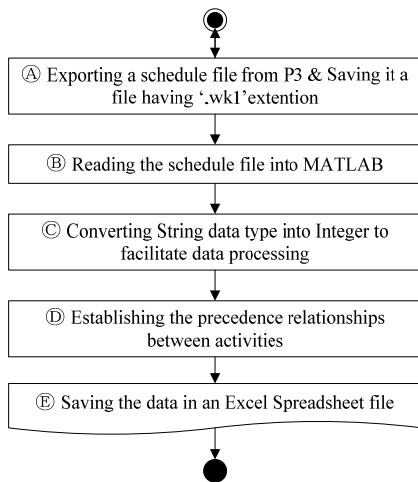 Ⓐ Exporting a schedule file from P3 & Saving it a
file having ‘.wk1’extention
Ⓑ Reading the schedule file into MATLAB
Ⓒ Converting String data type into Integer to
facilitate data processing
Ⓓ Establishing the precedence relationships
between activities
Ⓔ Saving the data in an Excel Spreadsheet file